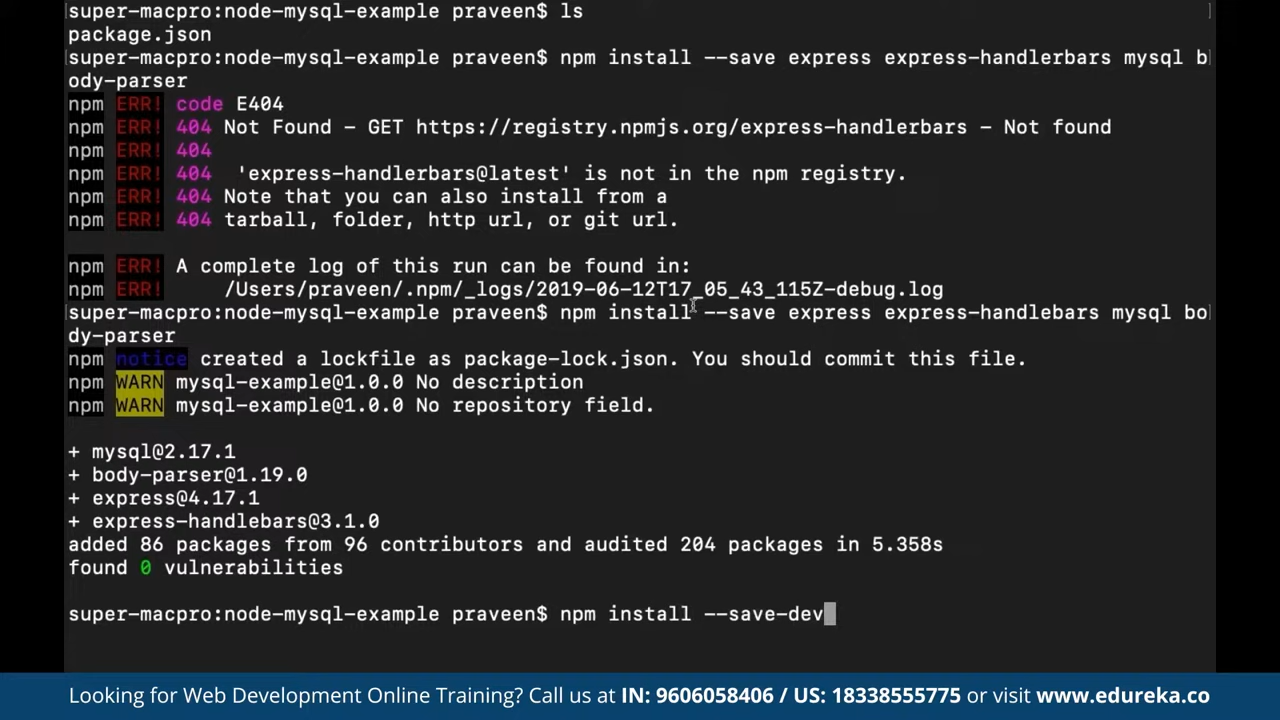 super-macpro:node-mysql-example praveen$ ls
package.json
super-macpro:node-mysql-example praveen$ npm install --save express express-handlerbars mysql b
ody-parser
npm ERR! code E404
npm ERR! 404 Not Found - GET https://registry.npmjs.org/express-handlerbars - Not found
npm ERR! 404
npm ERR! 404  'express-handlerbars@latest' is not in the npm registry.
npm ERR! 404 Note that you can also install from a
npm ERR! 404 tarball, folder, http url, or git url.
npm ERR! A complete log of this run can be found in:
npm ERR!     /Users/praveen/.npm/_logs/2019-06-12T17_05_43_115Z-debug.log
super-macpro:node-mysql-example praveen$ npm install --save express express-handlebars mysql bo
dy-parser
npm notice created a lockfile as package-lock.json. You should commit this file.
npm WARN mysql-example@1.0.0 No description
npm WARN mysql-example@1.0.0 No repository field.
+ mysql@2.17.1
+ body-parser@1.19.0
+ express@4.17.1
+ express-handlebars@3.1.0
added 86 packages from 96 contributors and audited 204 packages in 5.358s
found 0 vulnerabilities
super-macpro:node-mysql-example praveen$ npm install --save-dev
Looking for Web Development Online Training? Call us at IN: 9606058406 / US: 18338555775 or visit www.edureka.co